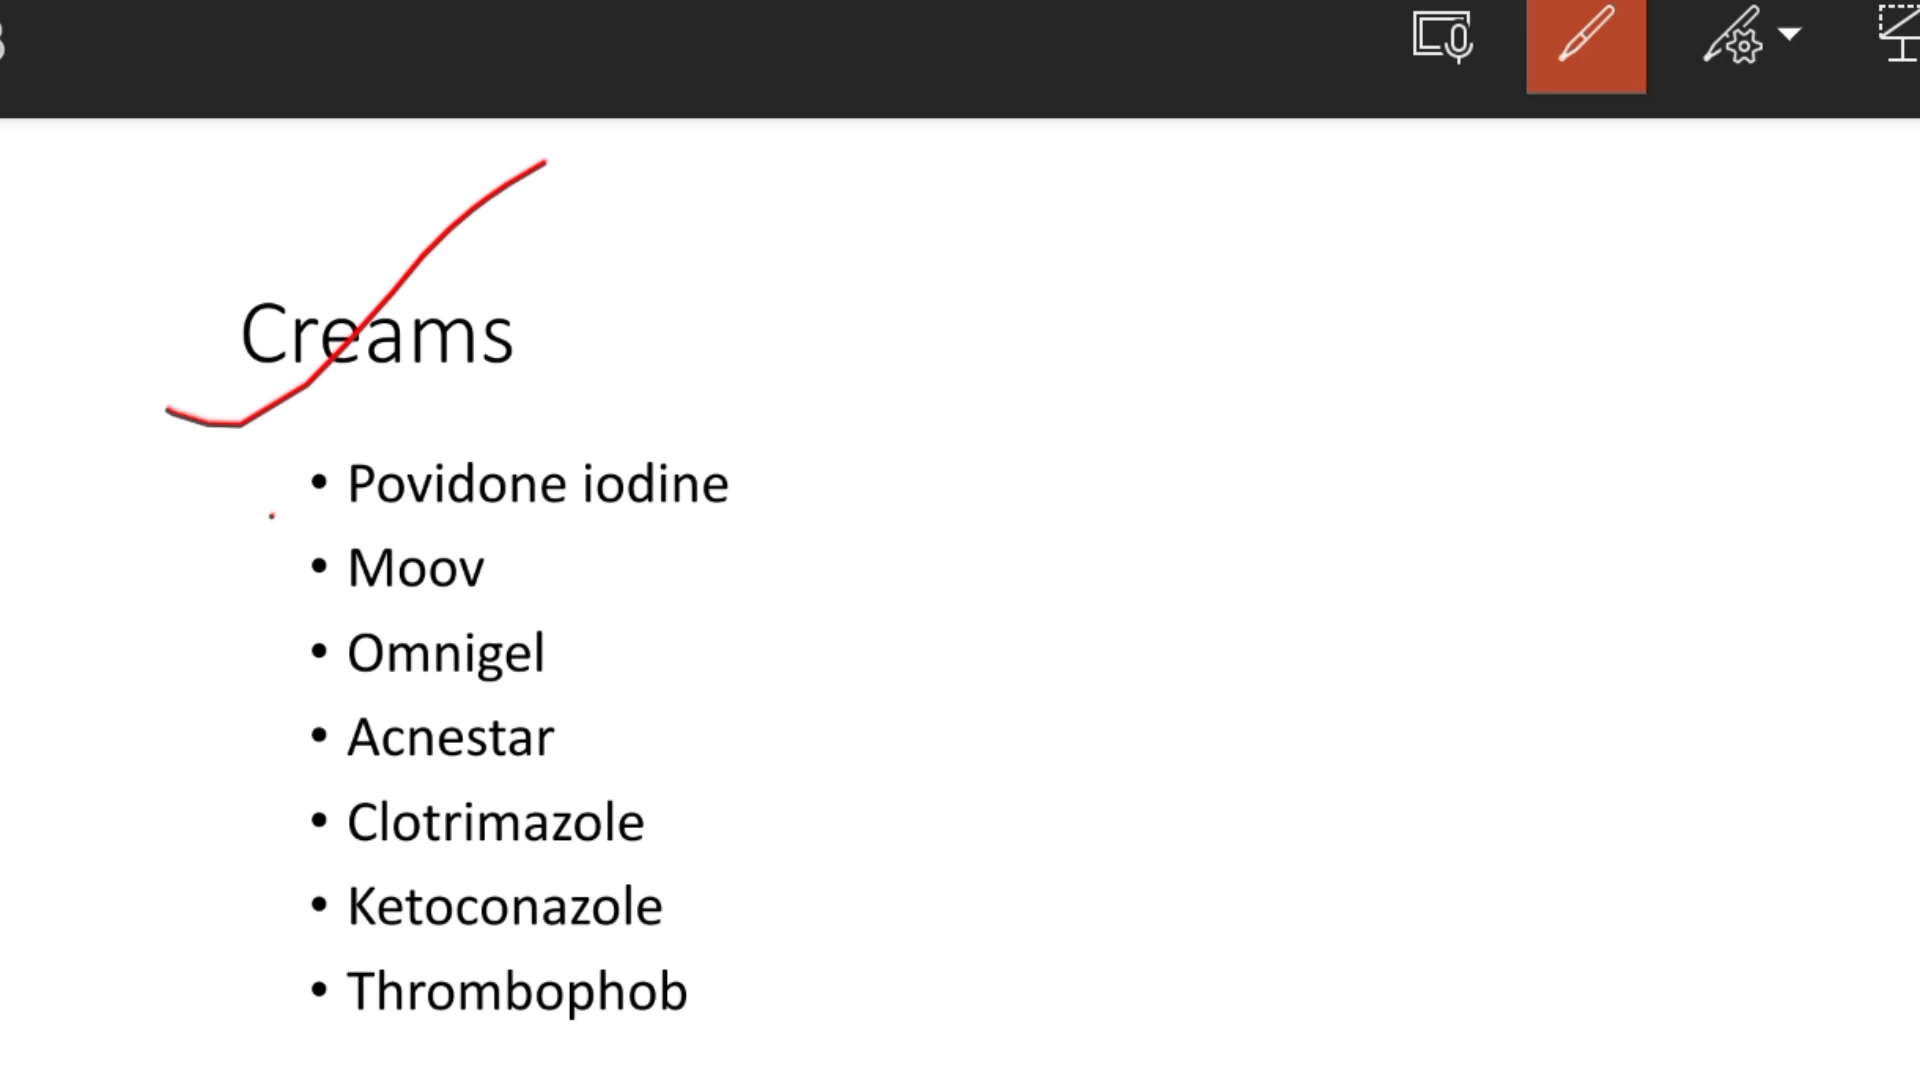 Creams
• Povidone iodine
• Moov
• Omnigel
• Acnestar
• Clotrimazole
• Ketoconazole
• Thrombophob